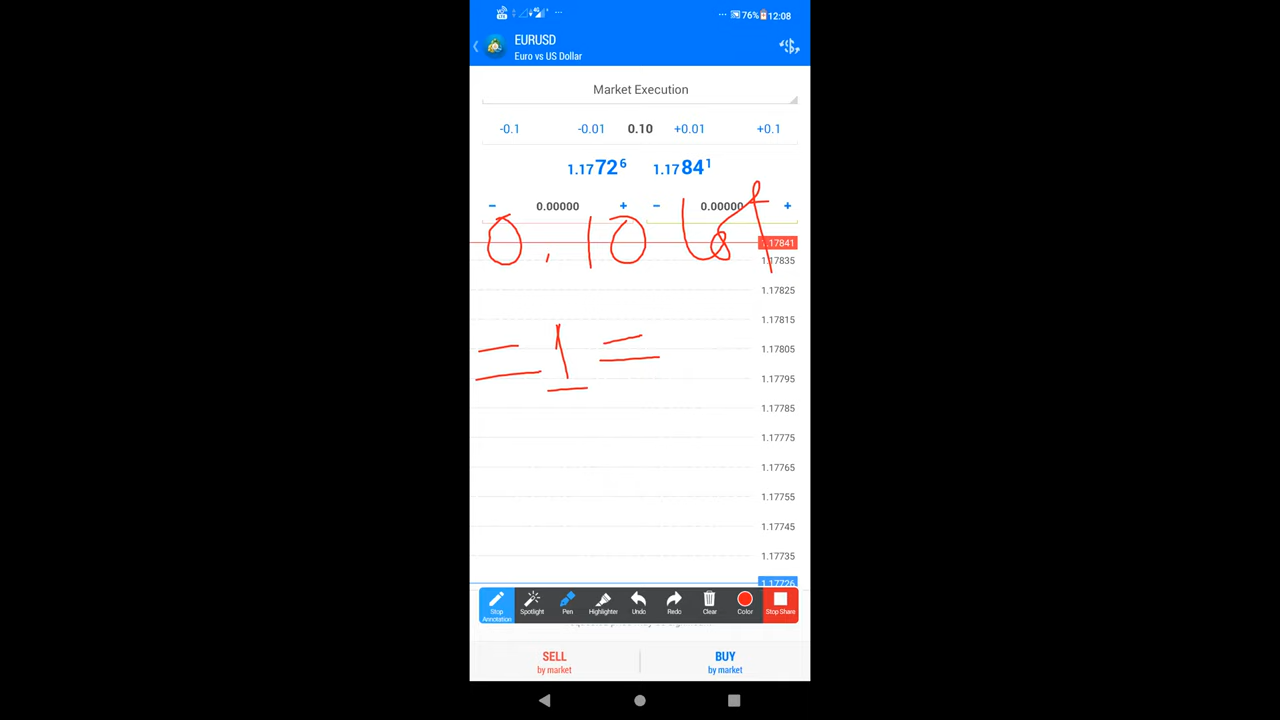 76% 12:08
EURUSD
Euro vs US Dollar
Market Execution
-0.1 -0.01 0.10 +0.01 +0.1
1.17726 1.17841
- 0.00000 + - 0.00000 +
0.10 lot
1.17841
1.17835
1.17825
1.17815
= 1 =
1.17805
1.17795
1.17785
1.17775
1.17765
1.17755
1.17745
1.17735
1.17726
Stop Annotation Spotlight Pen Highlighter Undo Redo Clear Color Stop Share
SELL BUY
by market by market